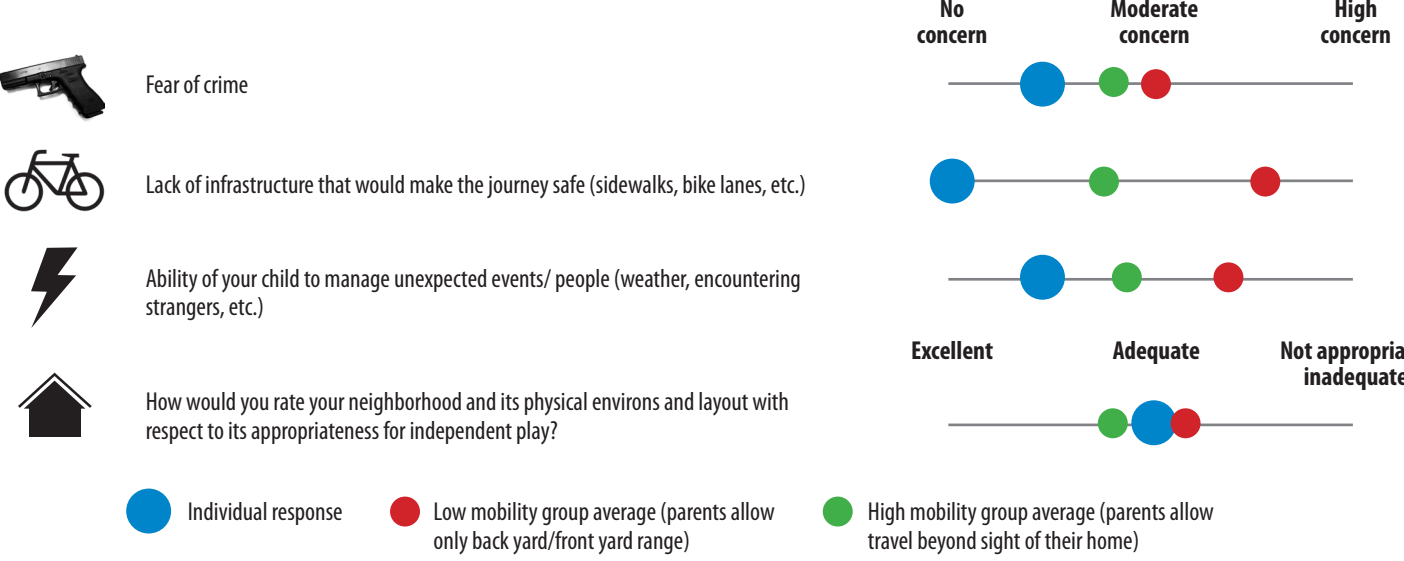 No
concern
Moderate
concern
High
concern
Fear of crime
Lack of infrastructure that would make the journey safe (sidewalks, bike lanes, etc.)
Ability of your child to manage unexpected events/ people (weather, encountering
strangers, etc.)
Excellent
Adequate
Not appropria
inadequate
How would you rate your neighborhood and its physical environs and layout with
respect to its appropriateness for independent play?
Individual response
Low mobility group average (parents allow
only back yard/front yard range)
High mobility group average (parents allow
travel beyond sight of their home)